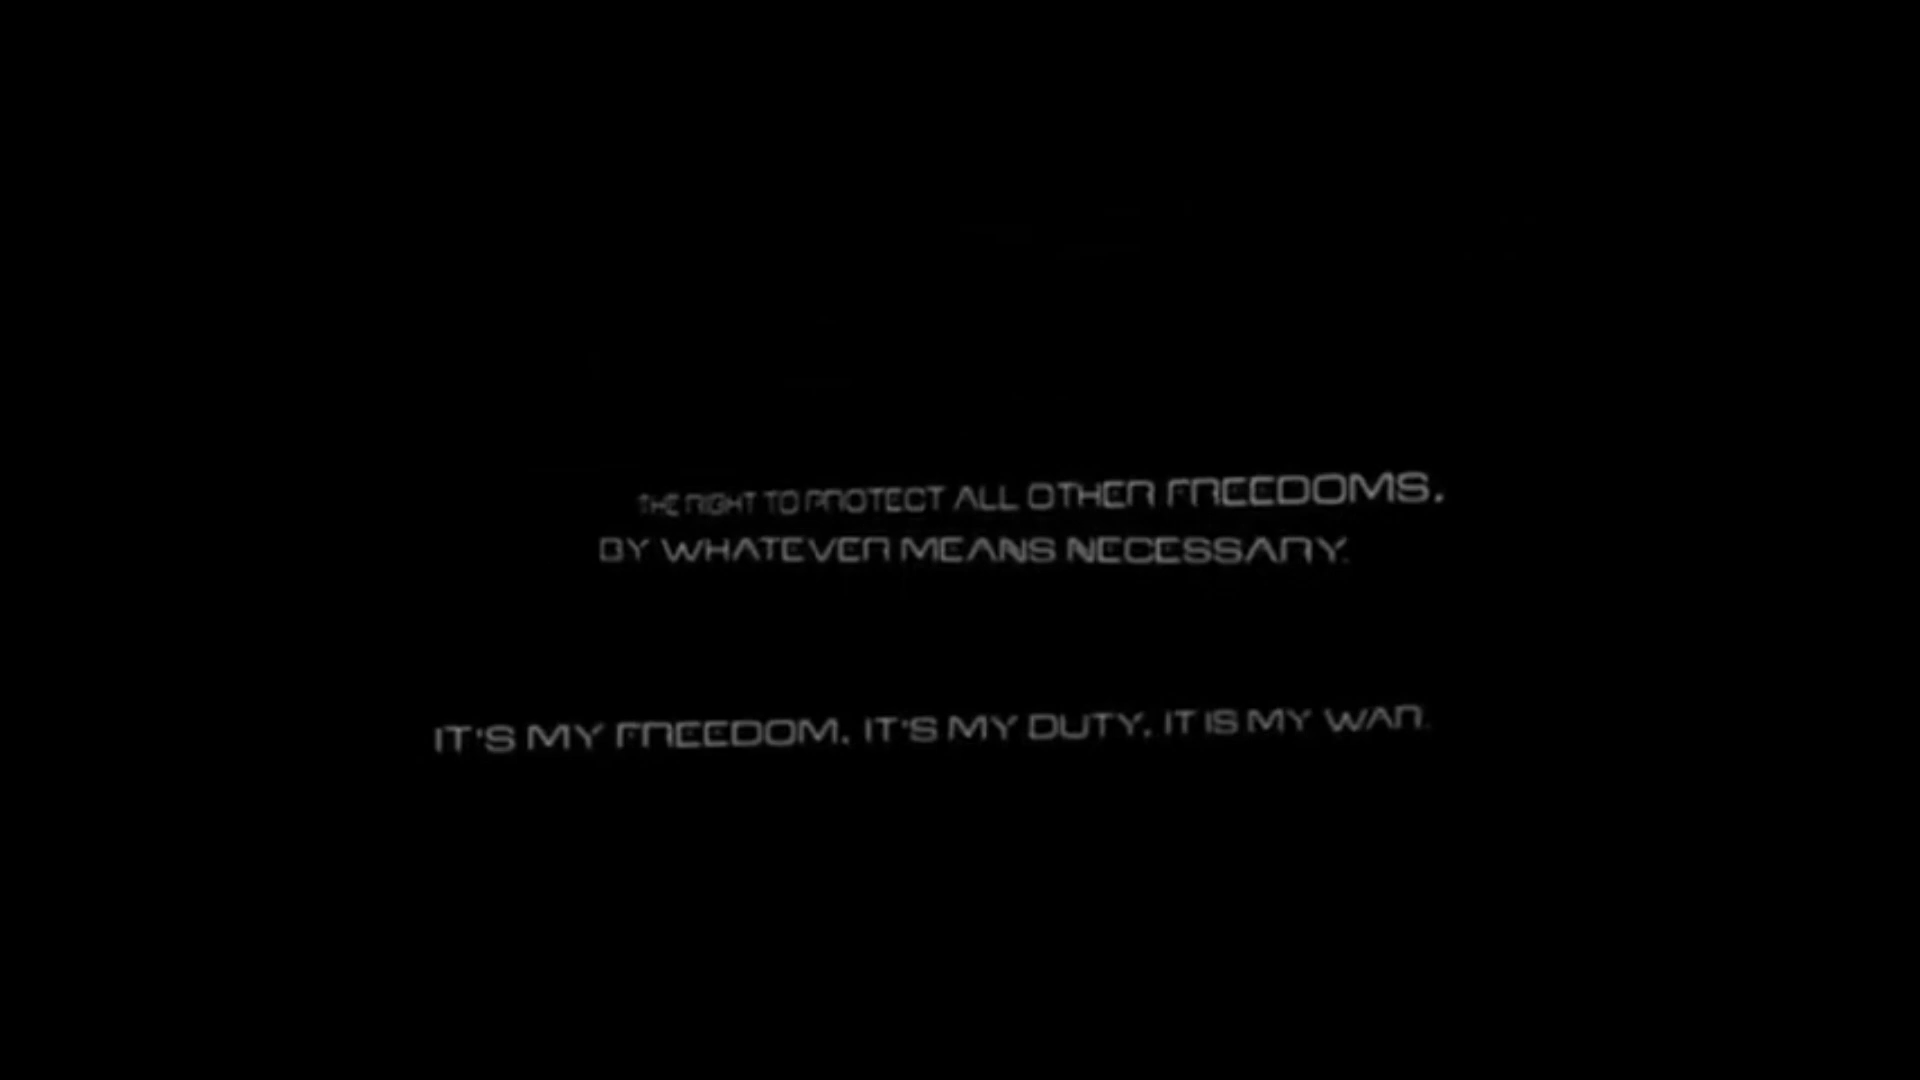 THE RIGHT TO PROTECT ALL OTHER FREEDOMS.
BY WHATEVER MEANS NECESSARY.
IT'S MY FREEDOM. IT'S MY DUTY. IT IS MY WAR.